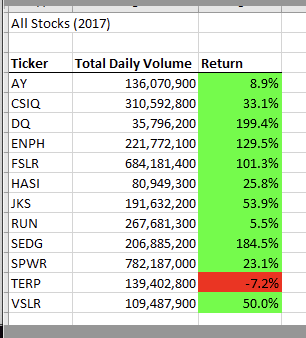 All Stocks (2017)
Ticker Total Daily Volume Return
AY 136,070,900 8.9%
CSIQ 310,592,800 33.1%
DQ 35,796,200 199.4%
ENPH 221,772,100 129.5%
FSLR 684,181,400 101.3%
HASI 80,949,300 25.8%
JKS 191,632,200 53.9%
RUN 267,681,300 5.5%
SEDG 206,885,200 184.5%
SPWR 782,187,000 23.1%
TERP 139,402,800 -7.2%
VSLR 109,487,900 50.0%